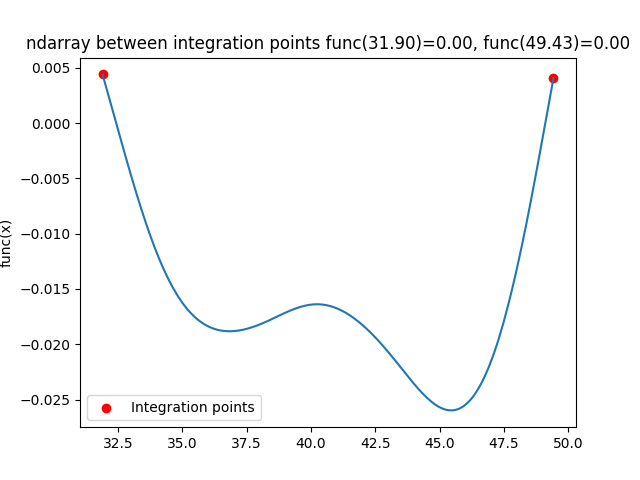 ndarray between integration points func(31.90)=0.00, func(49.43)=0.00
0.005
0.000
−0.005
−0.010
−0.015
−0.020
−0.025
func(x)
Integration points
32.5 35.0 37.5 40.0 42.5 45.0 47.5 50.0